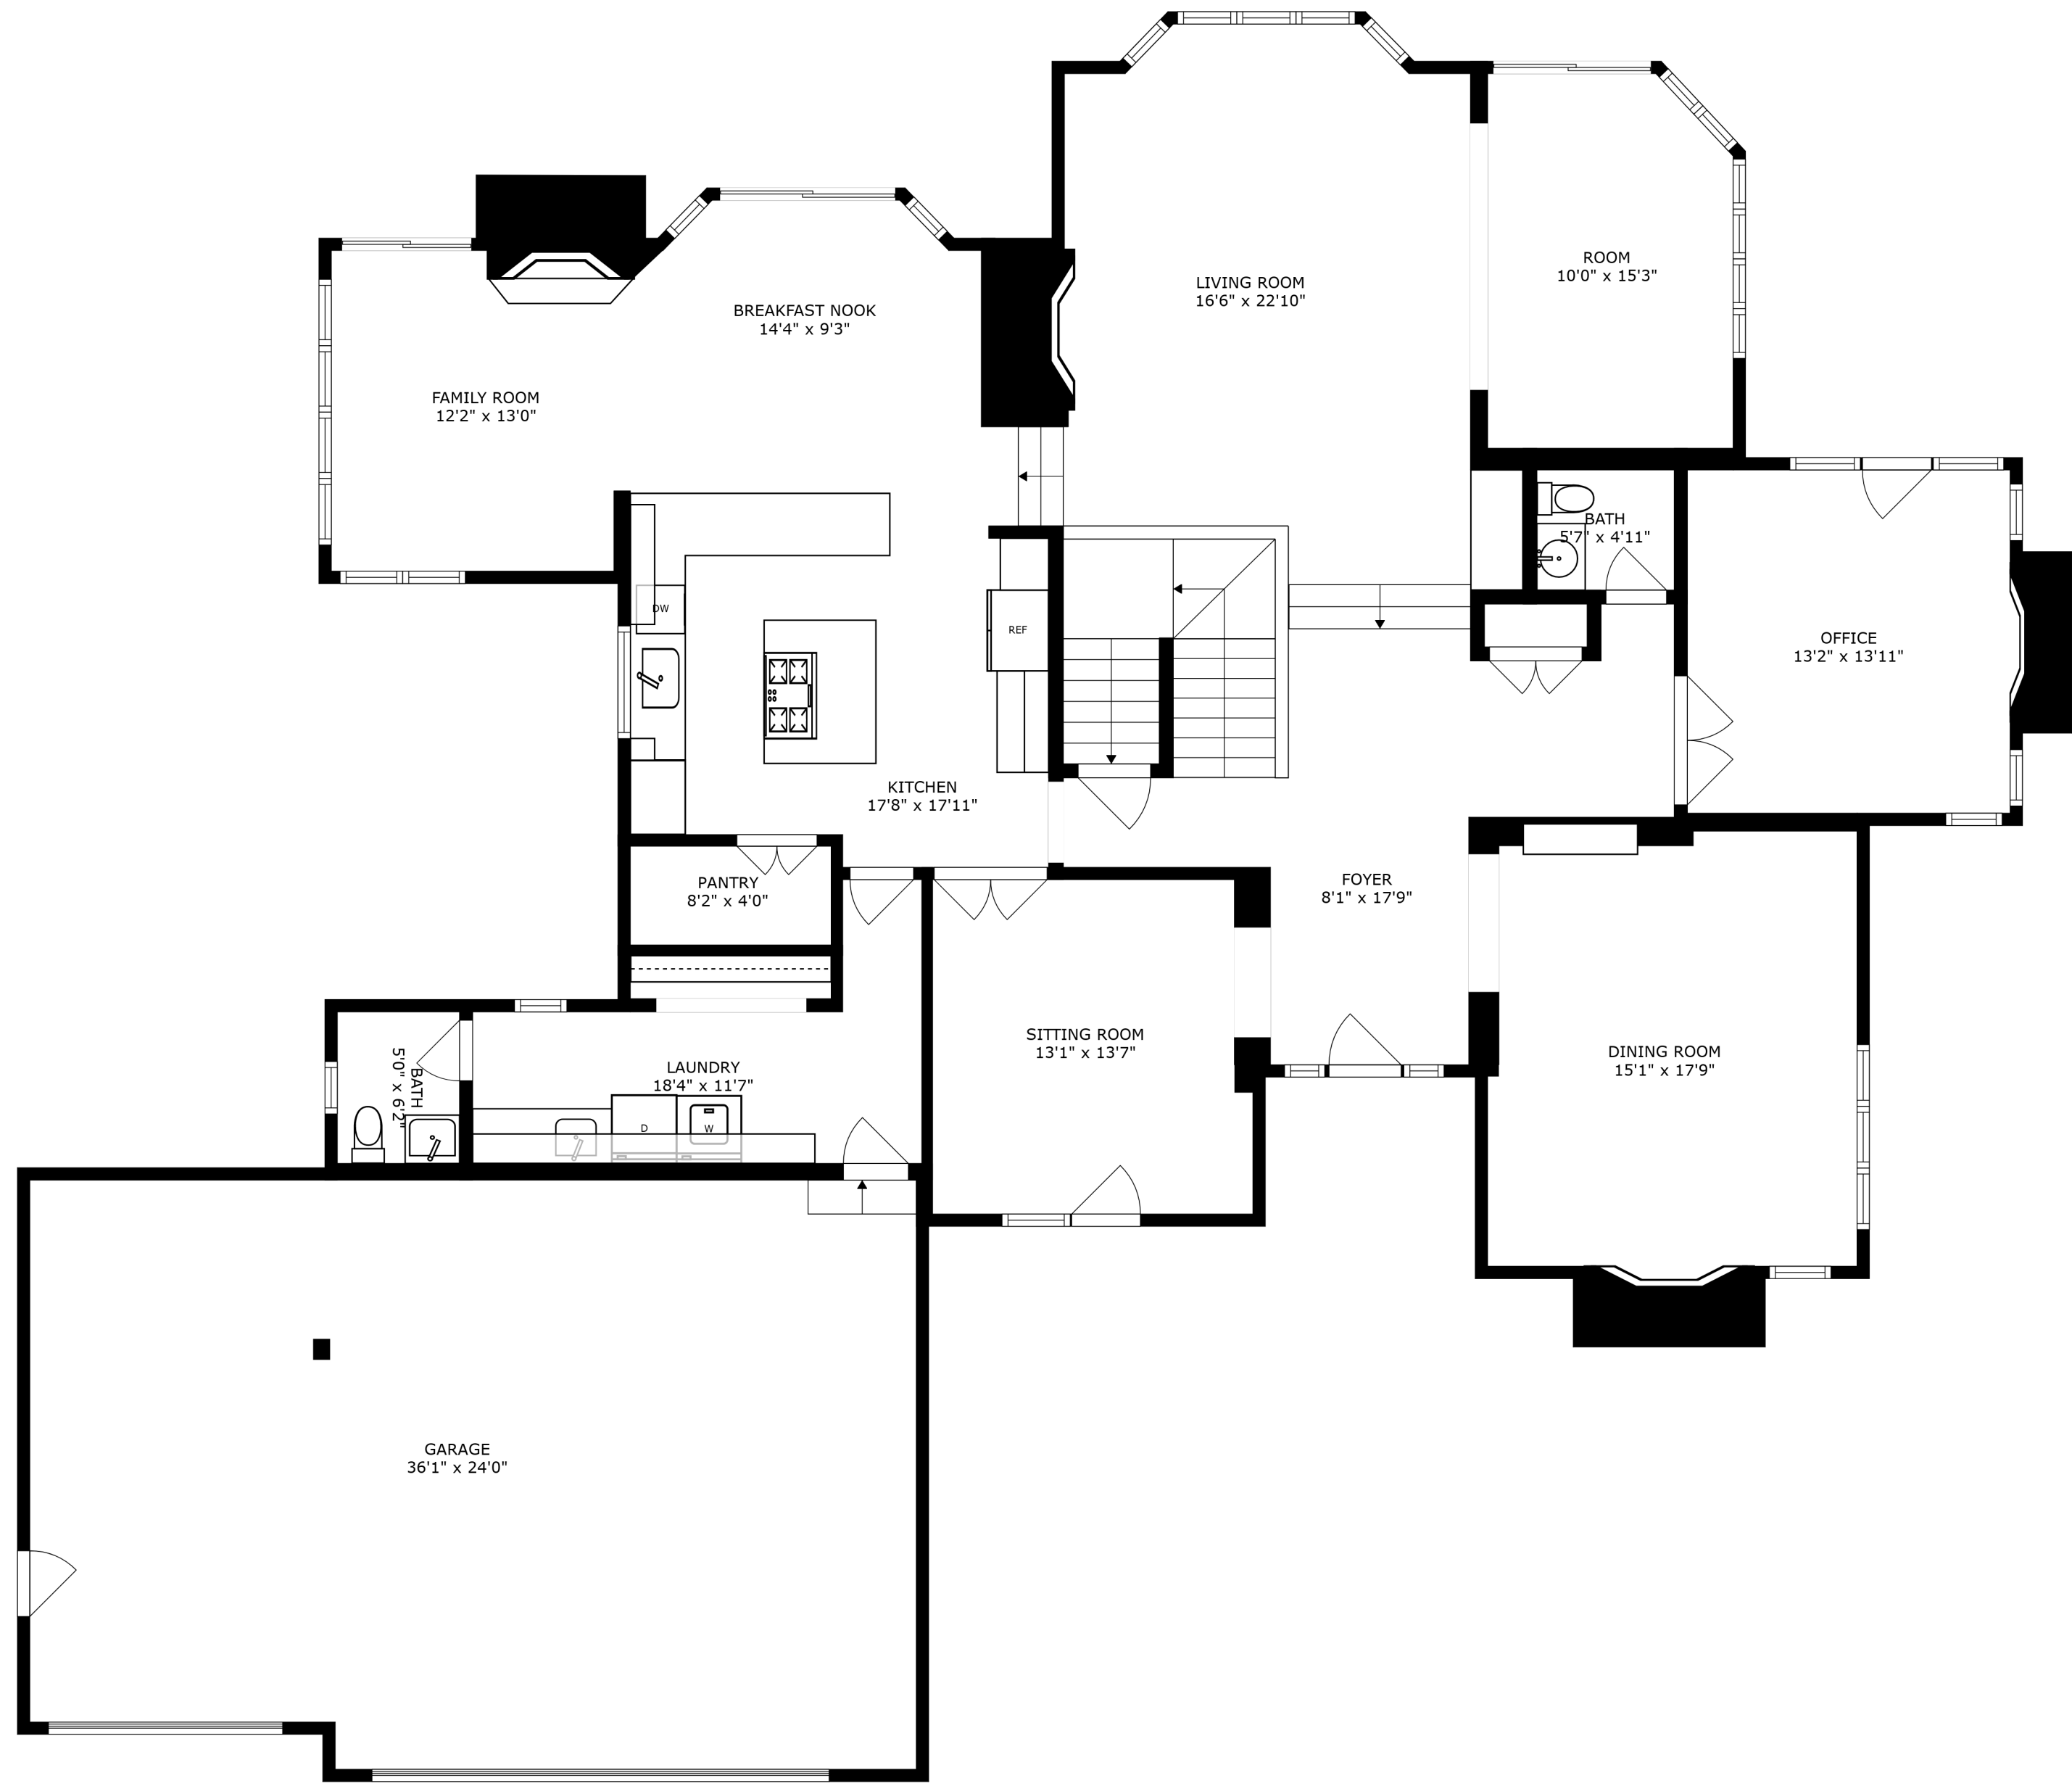 ROOM
10'0" x 15'3"
LIVING ROOM
16'6" x 22'10"
BREAKFAST NOOK
14'4" x 9'3"
FAMILY ROOM
12'2" x 13'0"
BATH
5'7" x 4'11"
DW
REF
OFFICE
13'2" x 13'11"
KITCHEN
17'8" x 17'11"
PANTRY
8'2" x 4'0"
FOYER
8'1" x 17'9"
SITTING ROOM
13'1" x 13'7"
DINING ROOM
15'1" x 17'9"
LAUNDRY
18'4" x 11'7"
BATH
5'0" x 6'2"
D
W
GARAGE
36'1" x 24'0"